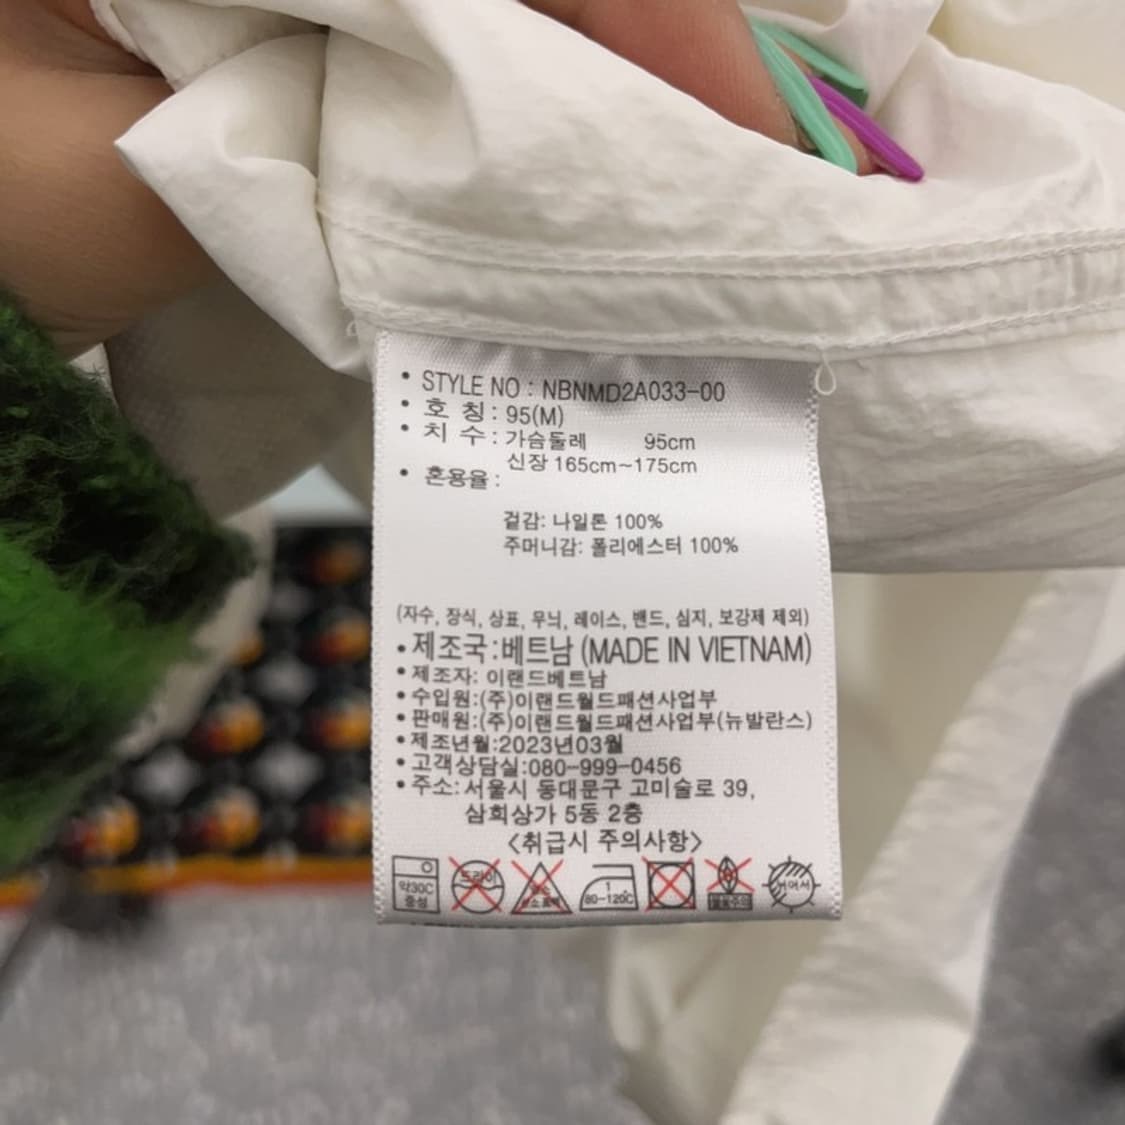 • STYLE NO : NBNMD2A033-00
• 호 칭 : 95(M)
• 치 수 : 가슴둘레 95cm
신장 165cm~175cm
• 혼용율 :
겉감: 나일론 100%
주머니감: 폴리에스터 100%
(자수, 장식, 상표, 무늬, 레이스, 밴드, 심지, 보강제 제외)
• 제조국:베트남 (MADE IN VIETNAM)
• 제조자: 이랜드베트남
• 수입원:(주)이랜드월드패션사업부
• 판매원:(주)이랜드월드패션사업부(뉴발란스)
• 제조년월:2023년03월
• 고객상담실:080-999-0456
• 주소: 서울시 동대문구 고미술로 39,
삼희상가 5동 2층
<취급시 주의사항>
약30C 중성 드라이 1 80~120C